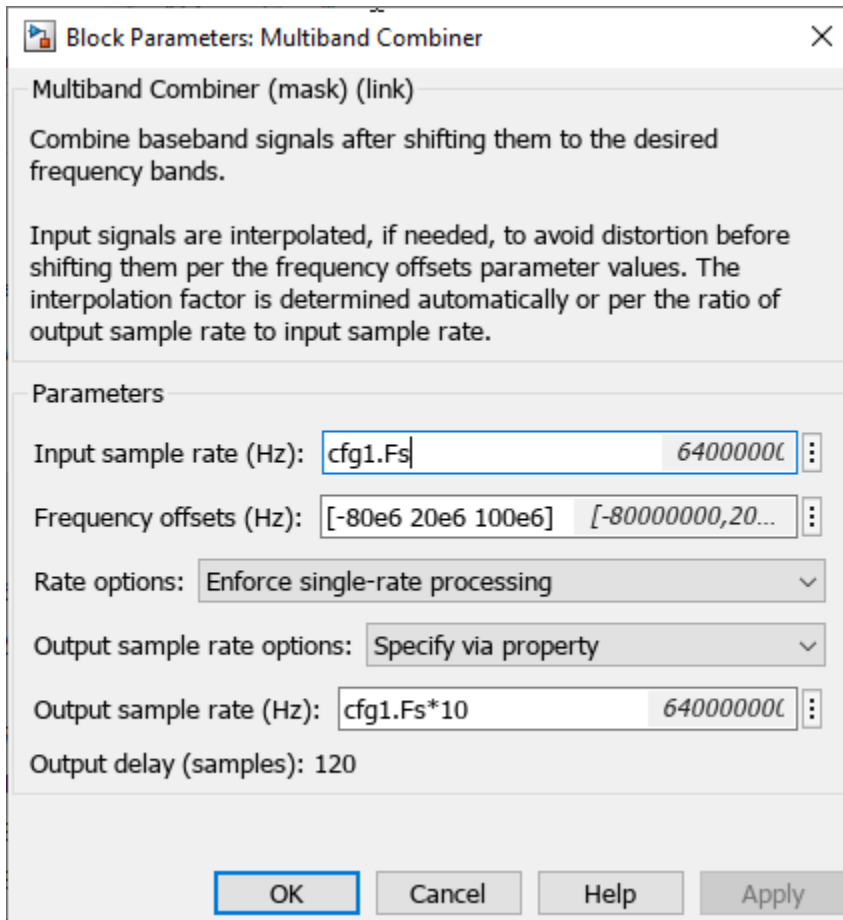 Block Parameters: Multiband Combiner
Multiband Combiner (mask) (link)
Combine baseband signals after shifting them to the desired
frequency bands.
Input signals are interpolated, if needed, to avoid distortion before
shifting them per the frequency offsets parameter values. The
interpolation factor is determined automatically or per the ratio of
output sample rate to input sample rate.
Parameters
Input sample rate (Hz): cfg1.Fs 64000000
Frequency offsets (Hz): [-80e6 20e6 100e6] [-80000000,20...
Rate options: Enforce single-rate processing
Output sample rate options: Specify via property
Output sample rate (Hz): cfg1.Fs*10 640000000
Output delay (samples): 120
OK Cancel Help Apply